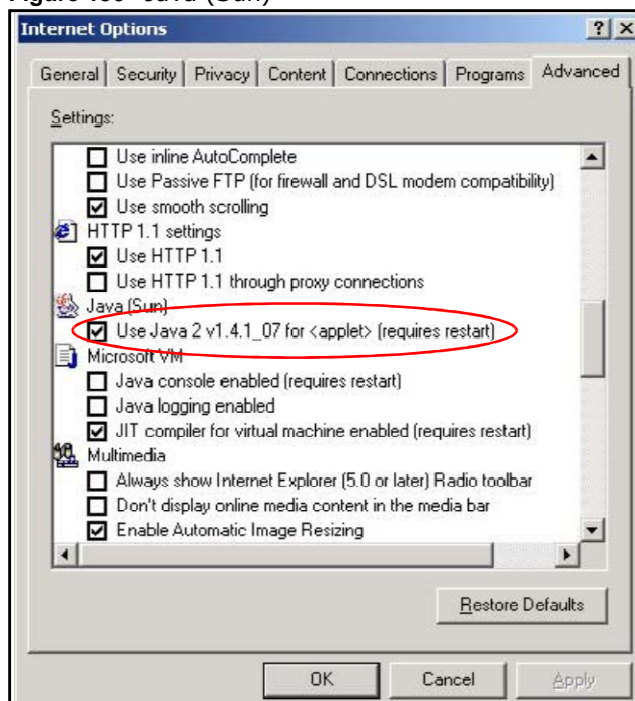 Java (Sun)
Internet Options
General Security Privacy Content Connections Programs Advanced
Settings:
Use inline AutoComplete
Use Passive FTP (for firewall and DSL modem compatibility)
Use smooth scrolling
HTTP 1.1 settings
Use HTTP 1.1
Use HTTP 1.1 through proxy connections
Java (Sun)
Use Java 2 v1.4.1_07 for <applet> (requires restart)
Microsoft VM
Java console enabled (requires restart)
Java logging enabled
JIT compiler for virtual machine enabled (requires restart)
Multimedia
Always show Internet Explorer (5.0 or later) Radio toolbar
Don't display online media content in the media bar
Enable Automatic Image Resizing
Restore Defaults
OK Cancel Apply